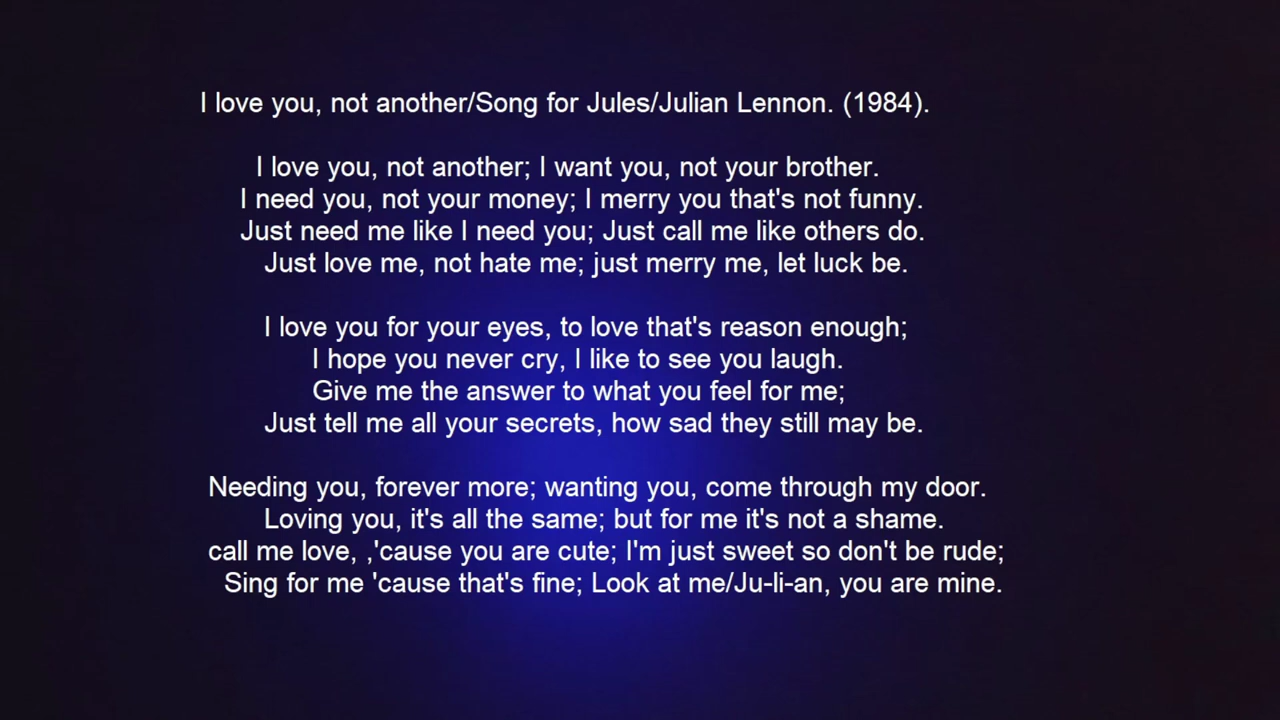 I love you, not another/Song for Jules/Julian Lennon. (1984).
I love you, not another; I want you, not your brother.
I need you, not your money; I merry you that's not funny.
Just need me like I need you; Just call me like others do.
Just love me, not hate me; just merry me, let luck be.
I love you for your eyes, to love that's reason enough;
I hope you never cry, I like to see you laugh.
Give me the answer to what you feel for me;
Just tell me all your secrets, how sad they still may be.
Needing you, forever more; wanting you, come through my door.
Loving you, it's all the same; but for me it's not a shame.
call me love, ,'cause you are cute; I'm just sweet so don't be rude;
Sing for me 'cause that's fine; Look at me/Ju-li-an, you are mine.